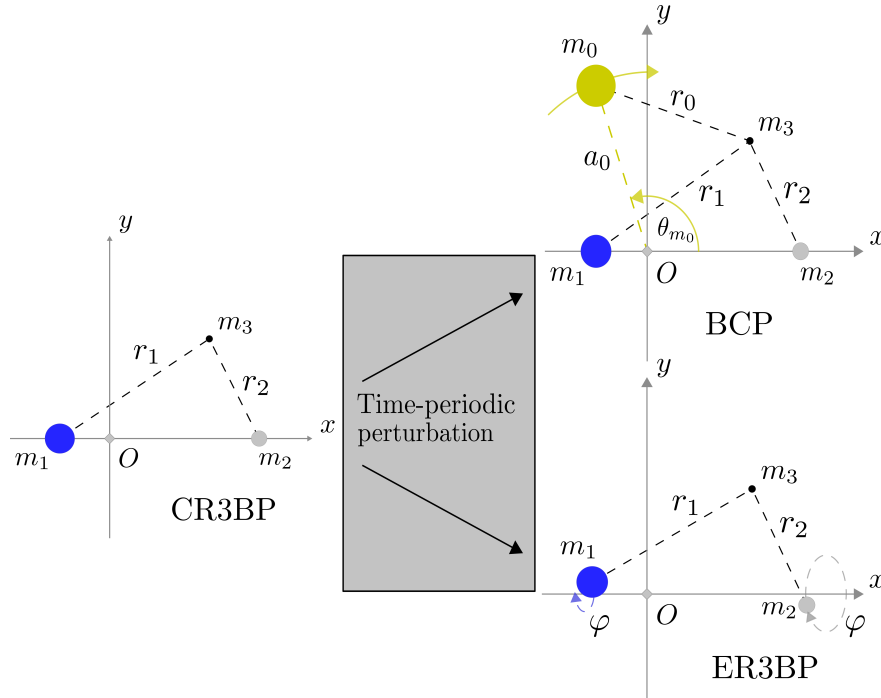 y
m₃
r₁
r₂
x
m₁
O
m₂
CR3BP
Time-periodic
perturbation
y
m₀
r₀
m₃
a₀
r₁
r₂
θₘ₀
x
m₁
O
m₂
BCP
y
m₃
r₁
r₂
m₁
x
m₂
φ
O
φ
ER3BP